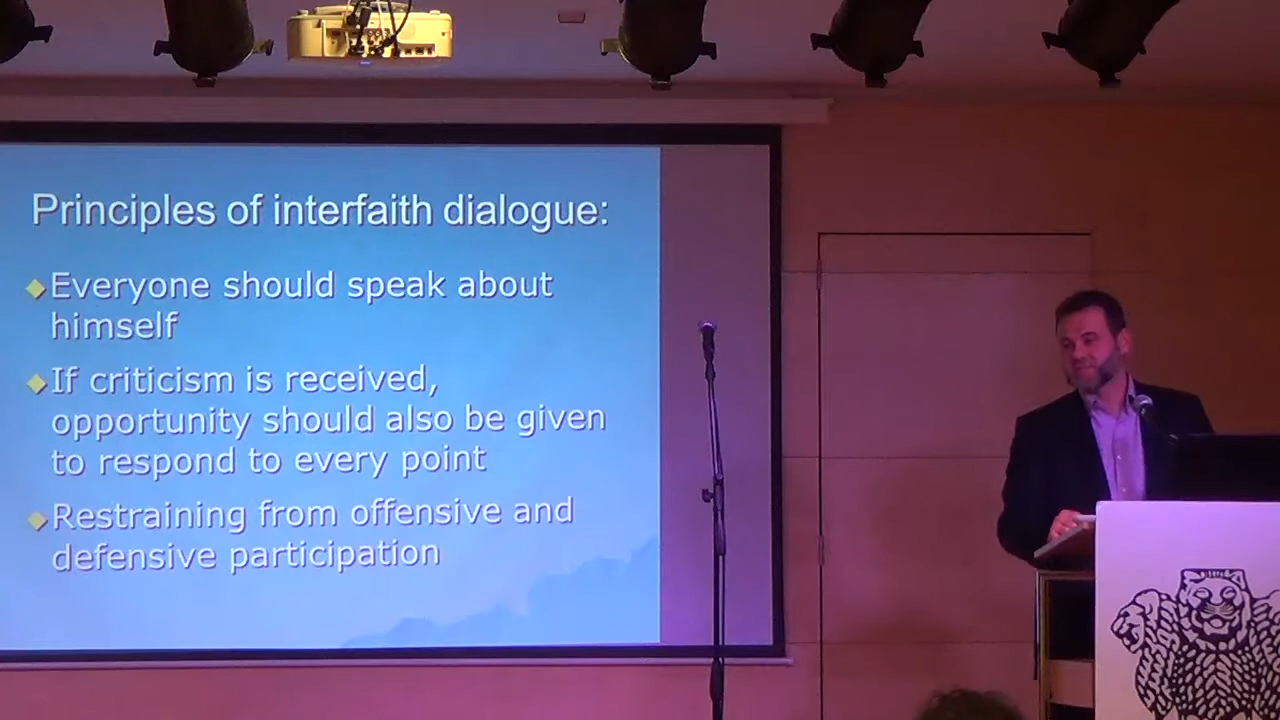 Principles of interfaith dialogue:
Everyone should speak about
himself
If criticism is received,
opportunity should also be given
to respond to every point
Restraining from offensive and
defensive participation